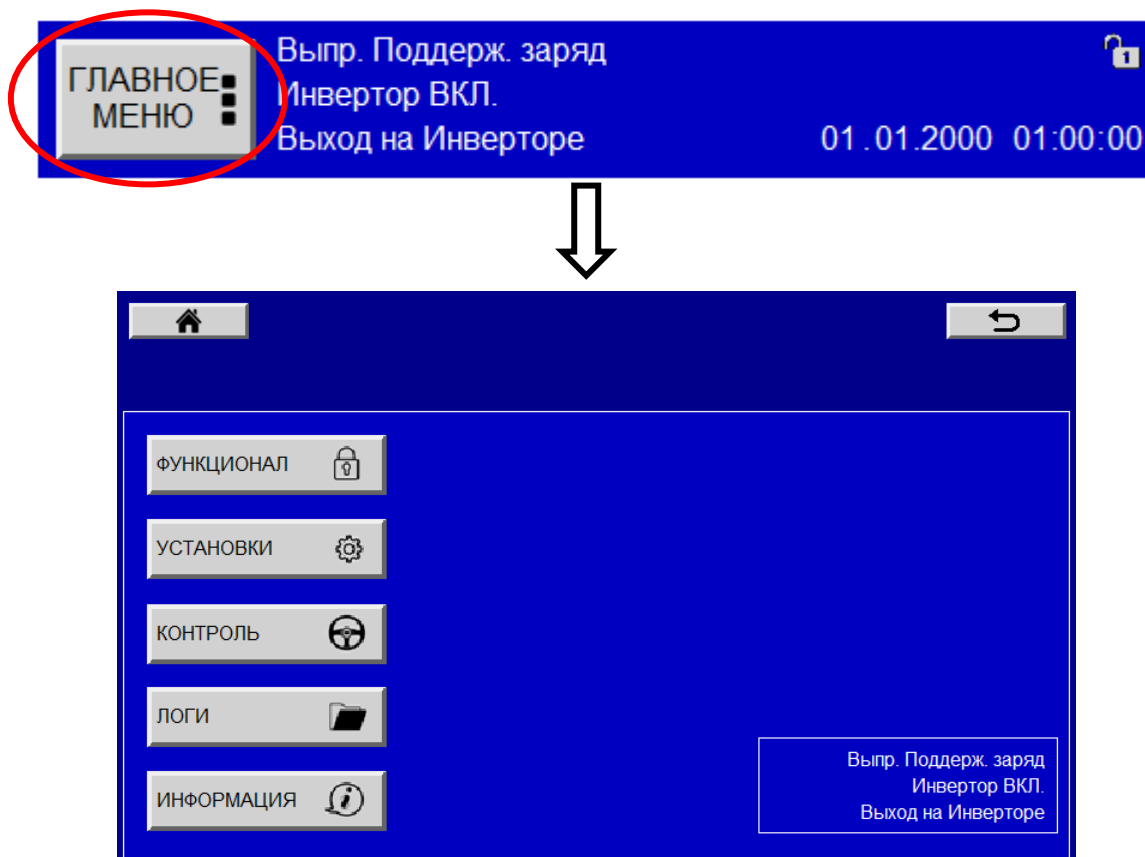 ГЛАВНОЕ
МЕНЮ
Выпр. Поддерж. заряд
Инвертор ВКЛ.
Выход на Инверторе
1
01.01.2000 01:00:00
ФУНКЦИОНАЛ
УСТАНОВКИ
КОНТРОЛЬ
ЛОГИ
ИНФОРМАЦИЯ
Выпр. Поддерж. заряд
Инвертор ВКЛ.
Выход на Инверторе